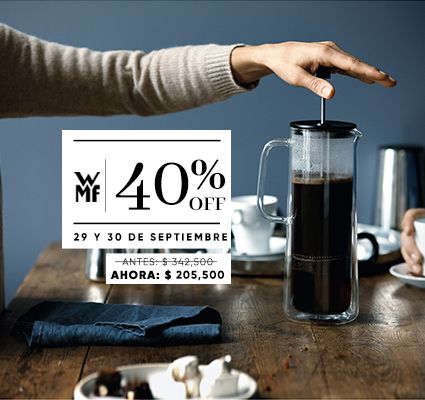 WMF
40% OFF
29 Y 30 DE SEPTIEMBRE
ANTES: $ 342,500
AHORA: $ 205,500